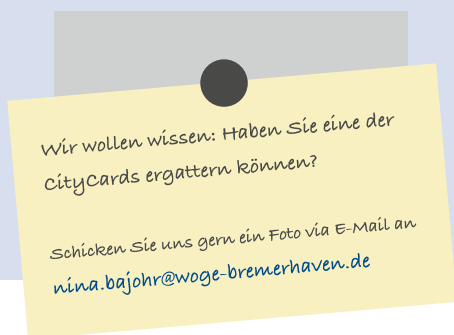 Wir wollen wissen: Haben Sie eine der
CityCards ergattern können?
Schicken Sie uns gern ein Foto via E-Mail an
nina.bajohr@woge-bremerhaven.de